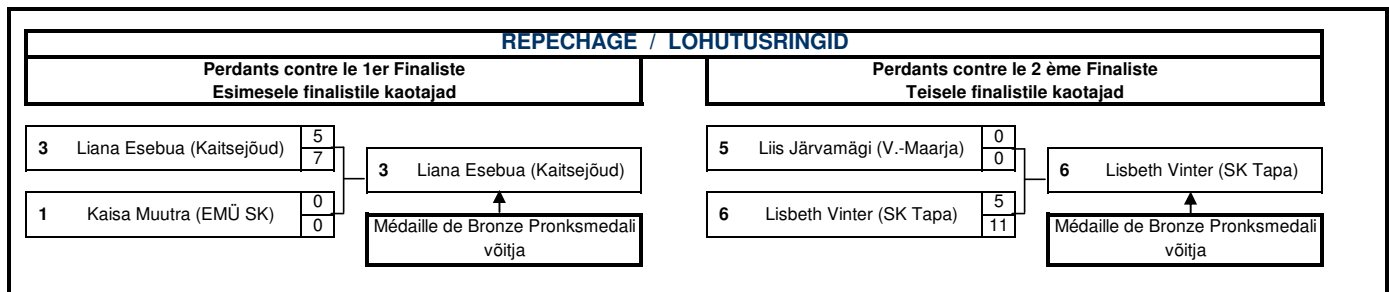 REPECHAGE / LOHUTUSRINGID
Perdants contre le 1er Finaliste
Esimesele finalistile kaotajad
3 Liana Esebua (Kaitsejõud) 5
7
1 Kaisa Muutra (EMÜ SK) 0
0
3 Liana Esebua (Kaitsejõud)
Médaille de Bronze Pronksmedali
võitja
Perdants contre le 2 ème Finaliste
Teisele finalistile kaotajad
5 Liis Järvamägi (V.-Maarja) 0
0
6 Lisbeth Vinter (SK Tapa) 5
11
6 Lisbeth Vinter (SK Tapa)
Médaille de Bronze Pronksmedali
võitja